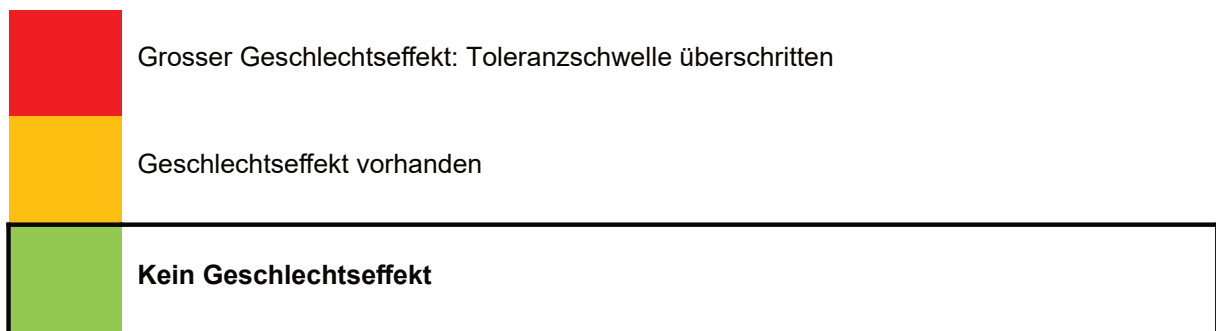 Grosser Geschlechtseffekt: Toleranzschwelle überschritten
Geschlechtseffekt vorhanden
Kein Geschlechtseffekt